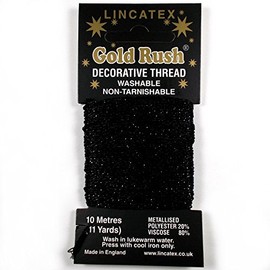 LINCATEX
Gold Rush
DECORATIVE THREAD
WASHABLE
NON-TARNISHABLE
10 Metres
(11 Yards)
METALLISED
POLYESTER 20%
VISCOSE 80%
Wash in lukewarm water.
Press with cool iron only.
Made in England
www.lincatex.co.uk